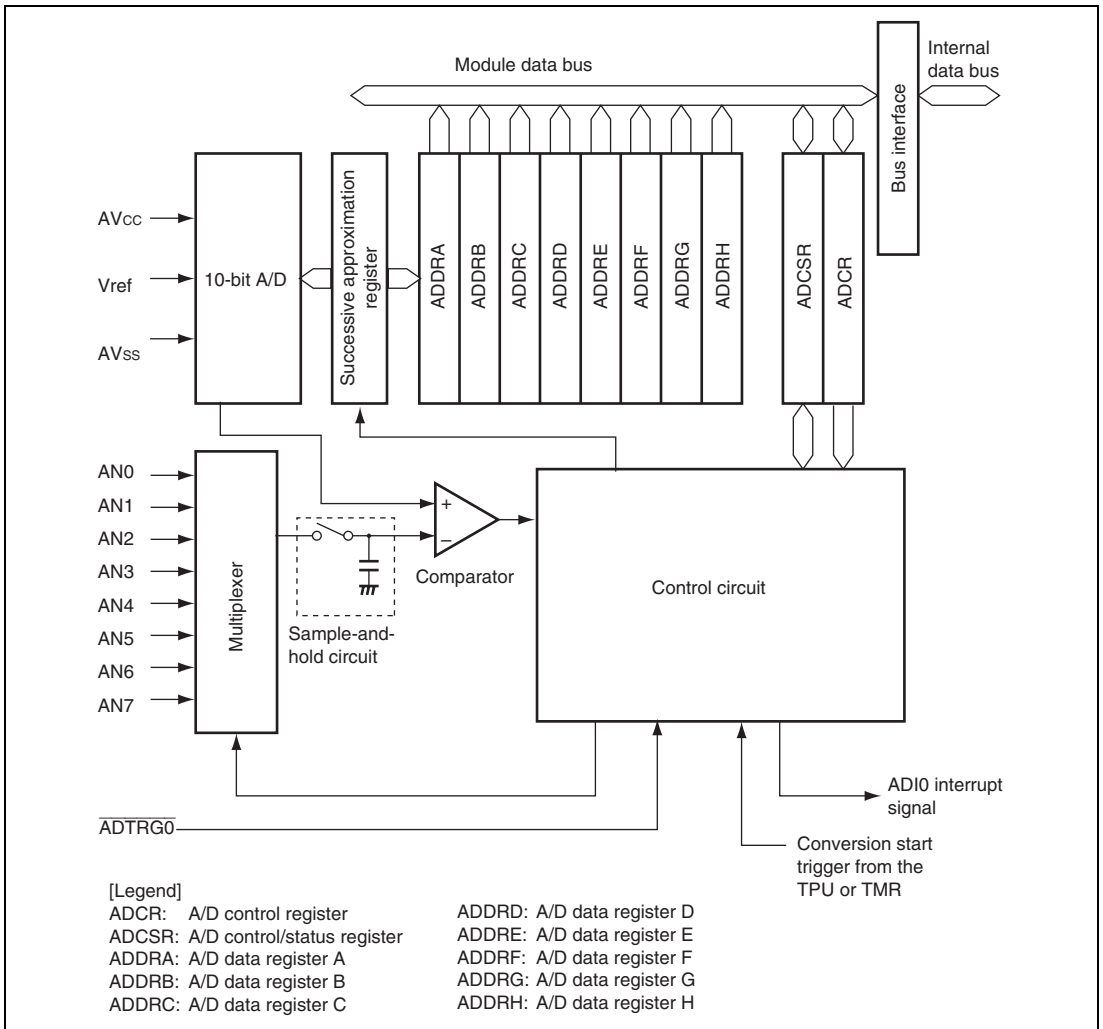 Module data bus
Internal
data bus
Bus interface
AVCC
Vref
AVSS
10-bit A/D
Successive approximation
register
ADDRA
ADDRB
ADDRC
ADDRD
ADDRE
ADDRF
ADDRG
ADDRH
ADCSR
ADCR
AN0
AN1
AN2
AN3
AN4
AN5
AN6
AN7
Multiplexer
+
−
Comparator
Sample-and-
hold circuit
Control circuit
ADI0 interrupt
signal
ADTRG0
Conversion start
trigger from the
TPU or TMR
[Legend]
ADCR: A/D control register
ADCSR: A/D control/status register
ADDRA: A/D data register A
ADDRB: A/D data register B
ADDRC: A/D data register C
ADDRD: A/D data register D
ADDRE: A/D data register E
ADDRF: A/D data register F
ADDRG: A/D data register G
ADDRH: A/D data register H